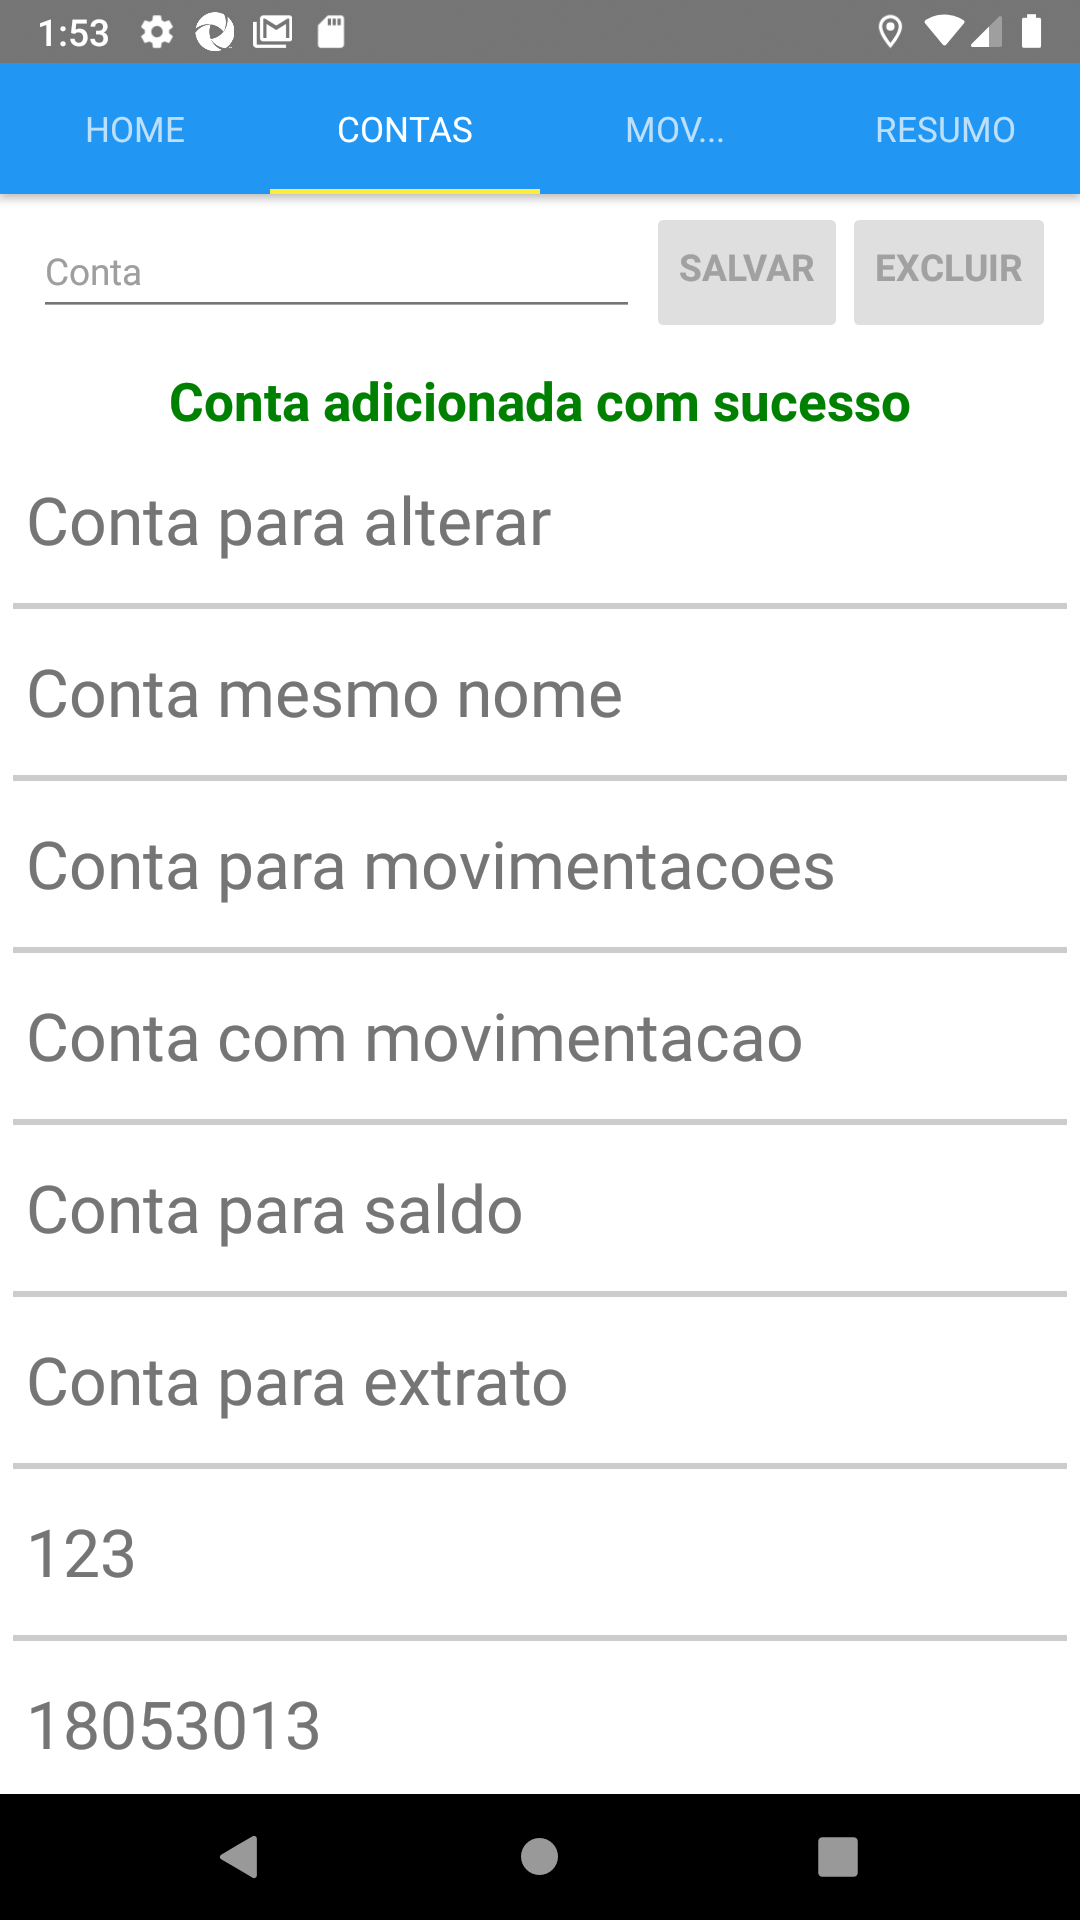 1:53
HOME CONTAS MOV... RESUMO
Conta SALVAR EXCLUIR
Conta adicionada com sucesso
Conta para alterar
Conta mesmo nome
Conta para movimentacoes
Conta com movimentacao
Conta para saldo
Conta para extrato
123
18053013